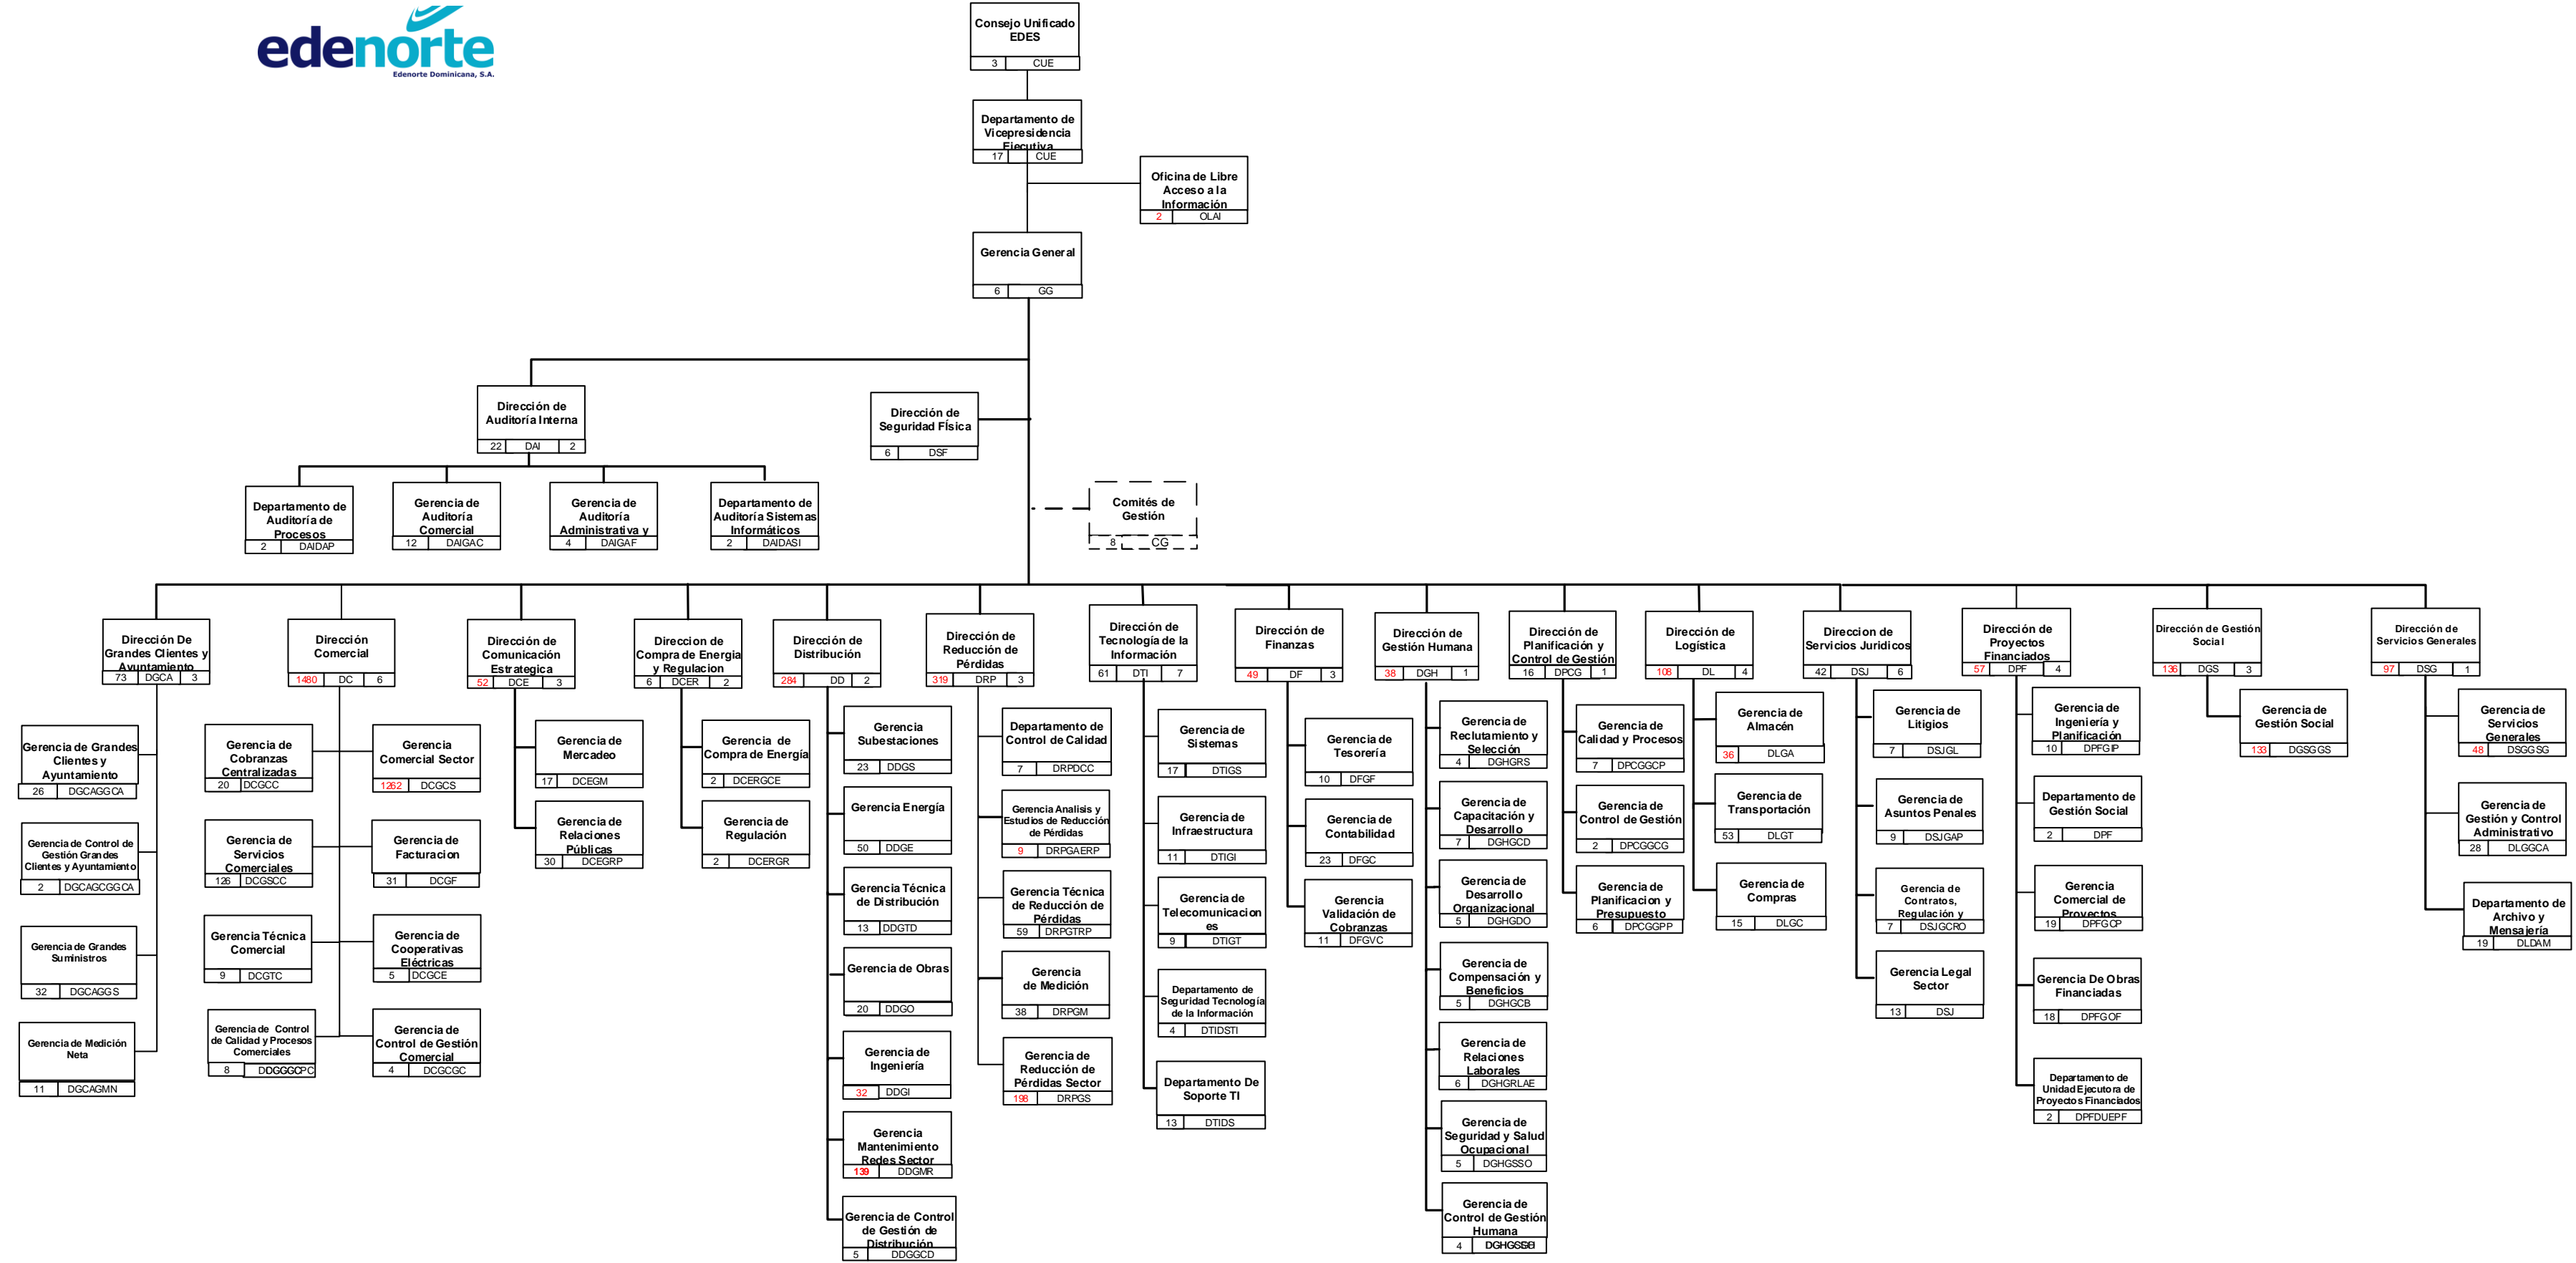 edenorte
Edenorte Dominicana, S.A.
Consejo Unificado
EDES
3 CUE
Departamento de
Vicepresidencia
Ejecutiva
17 CUE
Oficina de Libre
Acceso a la
Información
2 OLAI
Gerencia General
6 GG
Dirección de
Auditoría Interna
22 DAI 2
Dirección de
Seguridad FÍsica
6 DSF
Departamento de
Auditoría de
Procesos
2 DAIDAP
Gerencia de
Auditoría
Comercial
12 DAIGAC
Gerencia de
Auditoría
Administrativa y
4 DAIGAF
Departamento de
Auditoría Sistemas
Informáticos
2 DAIDASI
Comités de
Gestión
8 CG
Dirección De
Grandes Clientes y
Ayuntamiento
73 DGCA 3
Gerencia de Grandes
Clientes y
Ayuntamiento
26 DGCAGGCA
Gerencia de Control de
Gestión Grandes
Clientes y Ayuntamiento
2 DGCAGCGGCA
Gerencia de Grandes
Suministros
32 DGCAGGS
Gerencia de Medición
Neta
11 DGCAGMN
Dirección
Comercial
1480 DC 6
Gerencia de
Cobranzas
Centralizadas
20 DCGCC
Gerencia
Comercial Sector
1262 DCGCS
Gerencia de
Servicios
Comerciales
126 DCGSCC
Gerencia de
Facturacion
31 DCGF
Gerencia Técnica
Comercial
9 DCGTC
Gerencia de
Cooperativas
Eléctricas
5 DCGCE
Gerencia de Control
de Calidad y Procesos
Comerciales
8
Gerencia de
Control de Gestión
Comercial
4 DCGCGC
Dirección de
Comunicación
Estrategica
52 DCE 3
Gerencia de
Mercadeo
17 DCEGM
Gerencia de
Relaciones
Públicas
30 DCEGRP
Direccion de
Compra de Energia
y Regulacion
6 DCER 2
Gerencia de
Compra de Energía
2 DCERGCE
Gerencia de
Regulación
2 DCERGR
Dirección de
Distribución
284 DD 2
Gerencia
Subestaciones
23 DDGS
Gerencia Energía
50 DDGE
Gerencia Técnica
de Distribución
13 DDGTD
Gerencia de Obras
20 DDGO
Gerencia de
Ingeniería
32 DDGI
Gerencia
Mantenimiento
Redes Sector
139 DDGMR
Gerencia de Control
de Gestión de
Distribución
5 DDGGCD
Dirección de
Reducción de
Pérdidas
319 DRP 3
Departamento de
Control de Calidad
7 DRPDCC
Gerencia Analisis y
Estudios de Reducción
de Pérdidas
9 DRPGAERP
Gerencia Técnica
de Reducción de
Pérdidas
59 DRPGTRP
Gerencia
de Medición
38 DRPGM
Gerencia de
Reducción de
Pérdidas Sector
198 DRPGS
Dirección de
Tecnología de la
Información
61 DTI 7
Gerencia de
Sistemas
17 DTIGS
Gerencia de
Infraestructura
11 DTIGI
Gerencia de
Telecomunicacion
es
9 DTIGT
Departamento de
Seguridad Tecnología
de la Información
4 DTIDSTI
Departamento De
Soporte TI
13 DTIDS
Dirección de
Finanzas
49 DF 3
Gerencia de
Tesorería
10 DFGF
Gerencia de
Contabilidad
23 DFGC
Gerencia
Validación de
Cobranzas
11 DFGVC
Dirección de
Gestión Humana
38 DGH 1
Gerencia de
Reclutamiento y
Selección
4 DGHGRS
Gerencia de
Capacitación y
Desarrollo
7 DGHGCD
Gerencia de
Desarrollo
Organizacional
5 DGHGDO
Gerencia de
Compensación y
Beneficios
5 DGHGCB
Gerencia de
Relaciones
Laborales
6 DGHGRLAE
Gerencia de
Seguridad y Salud
Ocupacional
5 DGHGSSO
Gerencia de
Control de Gestión
Humana
4
Dirección de
Planificación y
Control de Gestión
16 DPCG 1
Gerencia de
Calidad y Procesos
7 DPCGGCP
Gerencia de
Control de Gestión
2 DPCGGCG
Gerencia de
Planificacion y
Presupuesto
6 DPCGGPP
Dirección de
Logística
108 DL 4
Gerencia de
Almacén
36 DLGA
Gerencia de
Transportación
53 DLGT
Gerencia de
Compras
15 DLGC
Direccion de
Servicios Juridicos
42 DSJ 6
Gerencia de
Litigios
7 DSJGL
Gerencia de
Asuntos Penales
9 DSJGAP
Gerencia de
Contratos,
Regulación y
7 DSJGCRO
Gerencia Legal
Sector
13 DSJ
Dirección de
Proyectos
Financiados
57 DPF 4
Gerencia de
Ingeniería y
Planificación
10 DPFGIP
Departamento de
Gestión Social
2 DPF
Gerencia
Comercial de
Proyectos
19 DPFGCP
Gerencia De Obras
Financiadas
18 DPFGOF
Departamento de
Unidad Ejecutora de
Proyectos Financiados
2 DPFDUEPF
Dirección de Gestión
Social
136 DGS 3
Gerencia de
Gestión Social
133 DGSGGS
Dirección de
Servicios Generales
97 DSG 1
Gerencia de
Servicios
Generales
48 DSGGSG
Gerencia de
Gestión y Control
Administrativo
28 DLGGCA
Departamento de
Archivo y
Mensajería
19 DLDAM